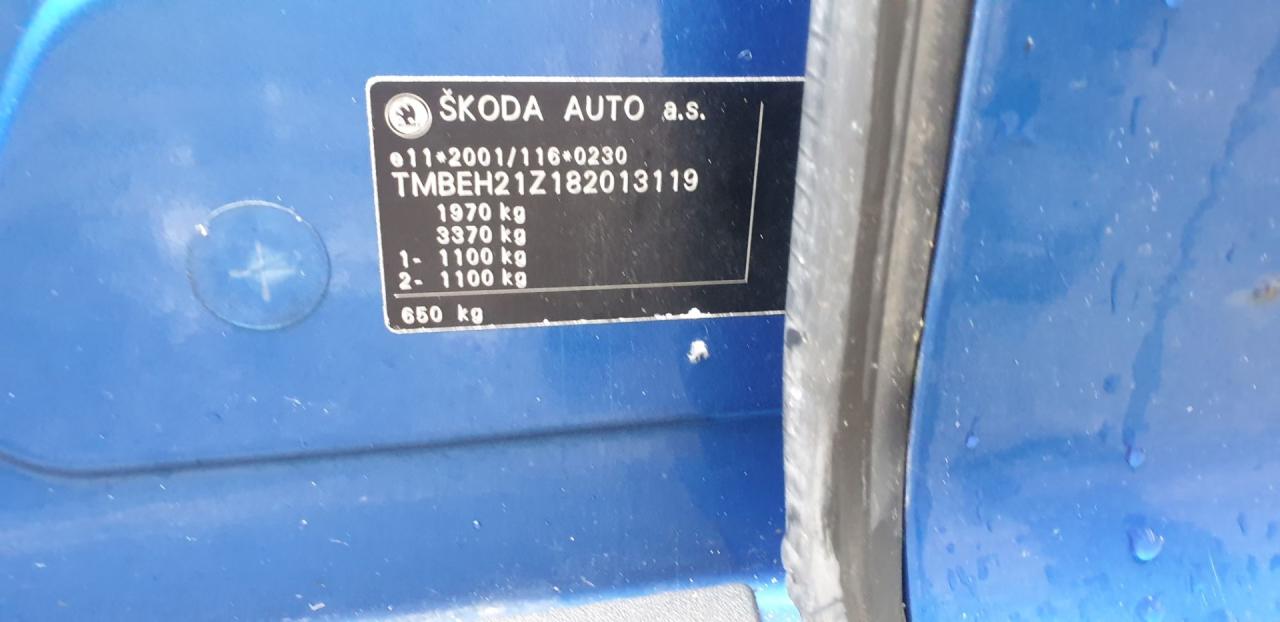 ŠKODA AUTO a.s.
e11*2001/116*0230
TMBEH21Z182013119
1970 kg
3370 kg
1- 1100 kg
2- 1100 kg
650 kg